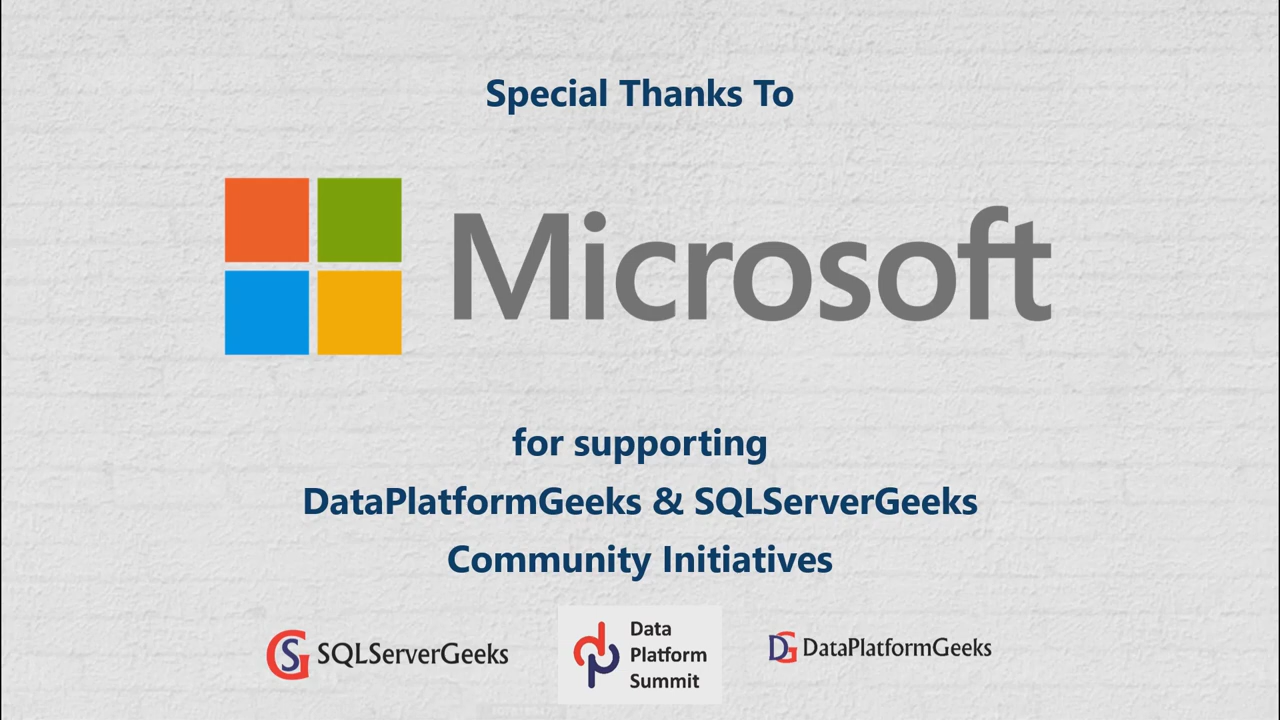 Special Thanks To
Microsoft
for supporting
DataPlatformGeeks & SQLServerGeeks
Community Initiatives
SQLServerGeeks
Data
Platform
Summit
DataPlatformGeeks